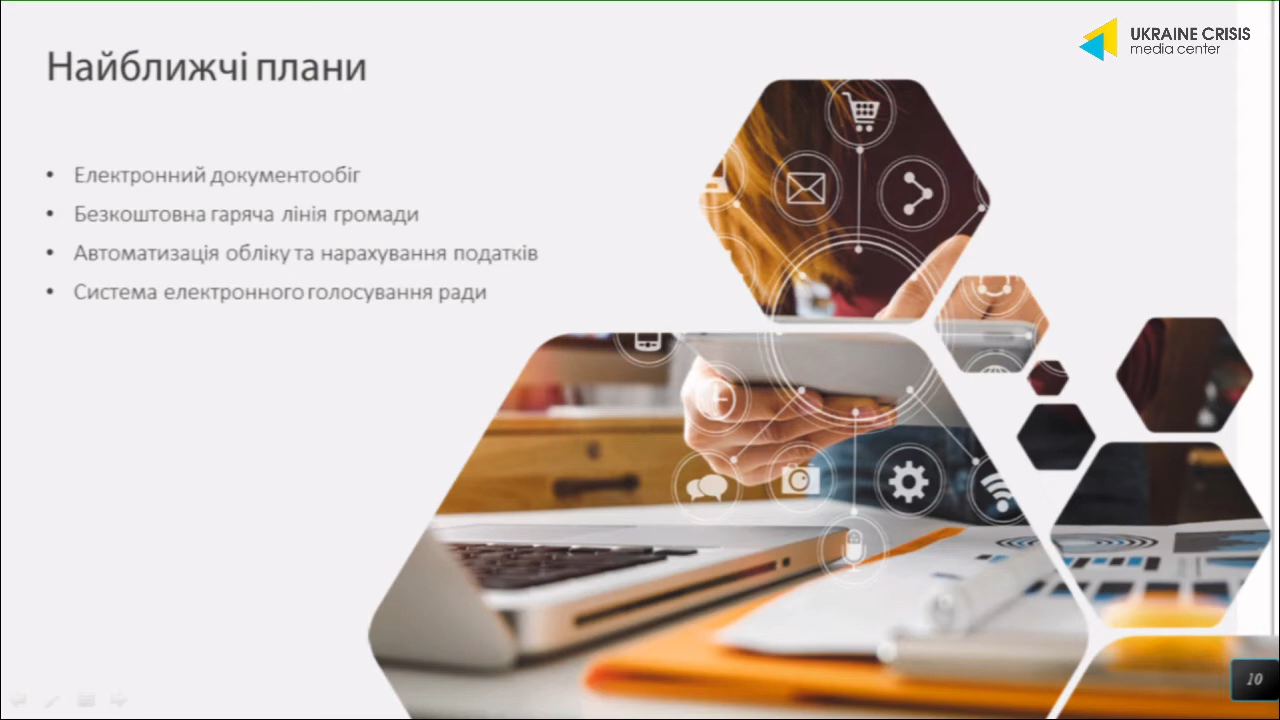 UKRAINE CRISIS
media center
Найближчі плани
• Електронний документообіг
• Безкоштовна гаряча лінія громади
• Автоматизація обліку та нарахування податків
• Система електронного голосування ради
10